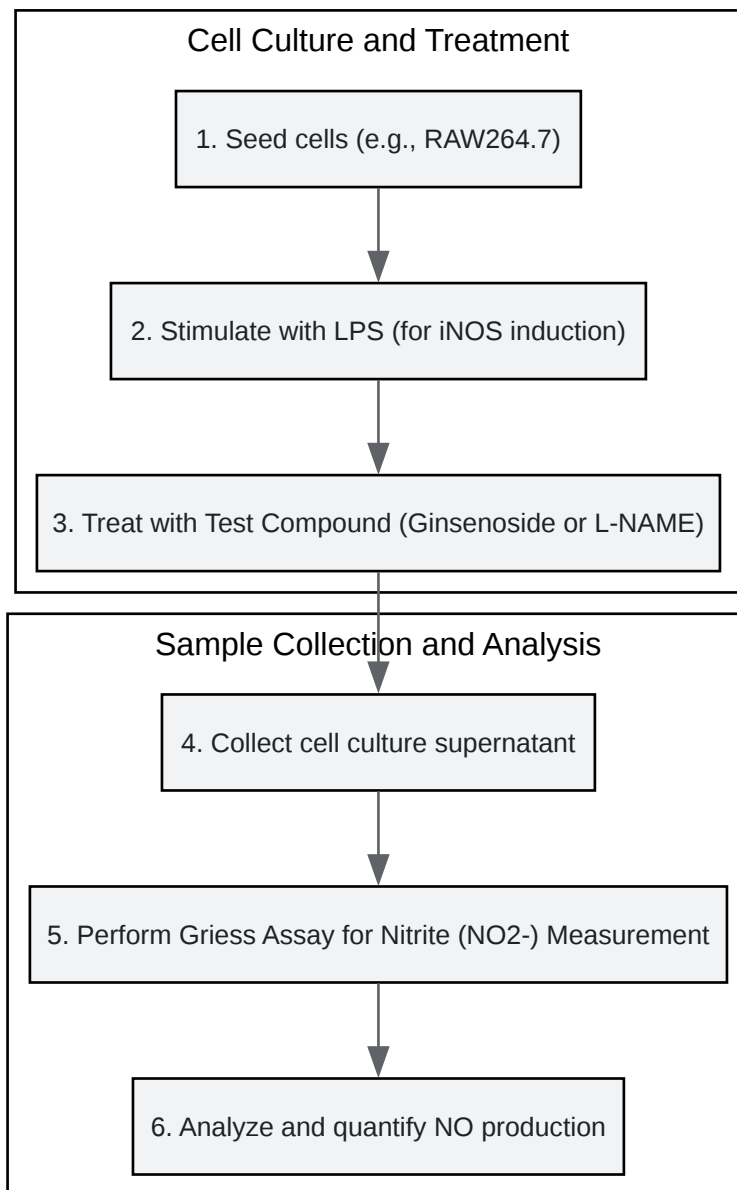 Cell Culture and Treatment
1. Seed cells (e.g., RAW264.7)
2. Stimulate with LPS (for iNOS induction)
3. Treat with Test Compound (Ginsenoside or L-NAME)
Sample Collection and Analysis
4. Collect cell culture supernatant
5. Perform Griess Assay for Nitrite (NO2-) Measurement
6. Analyze and quantify NO production